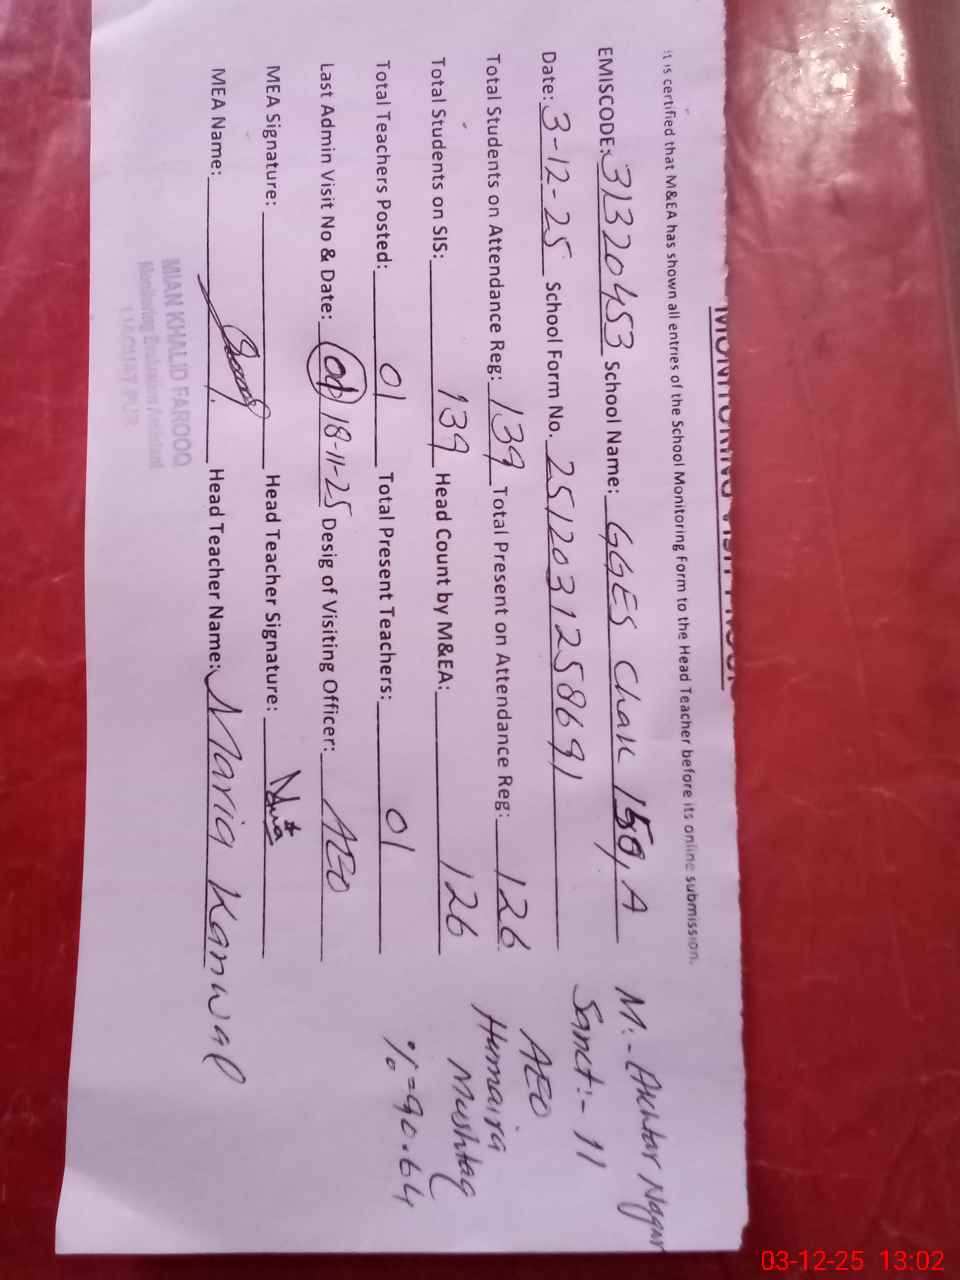 MONITORING VISIT PROOF
it is certified that M&EA has shown all entries of the School Monitoring Form to the Head Teacher before its online submission.
EMISCODE: 31320453 School Name: GGES Chak 150, A
M:- Akhtar Nagar
Date: 3-12-25 School Form No. 25120312586 91
Sanct:- 11
Total Students on Attendance Reg: 139 Total Present on Attendance Reg: 126
AEO
Humaira
Mushtaq
Total Students on SIS: 139 Head Count by M&EA: 126
%=90.64
Total Teachers Posted: 01 Total Present Teachers: 01
Last Admin Visit No & Date: 18-11-25 Desig of Visiting Officer: AEO
MEA Signature: Head Teacher Signature:
MEA Name: Head Teacher Name: Maria Kanwal
MIAN KHALID FAROOQ
Monitoring Evaluation Assistant
LIAQUAT PUR
03-12-25 13:02